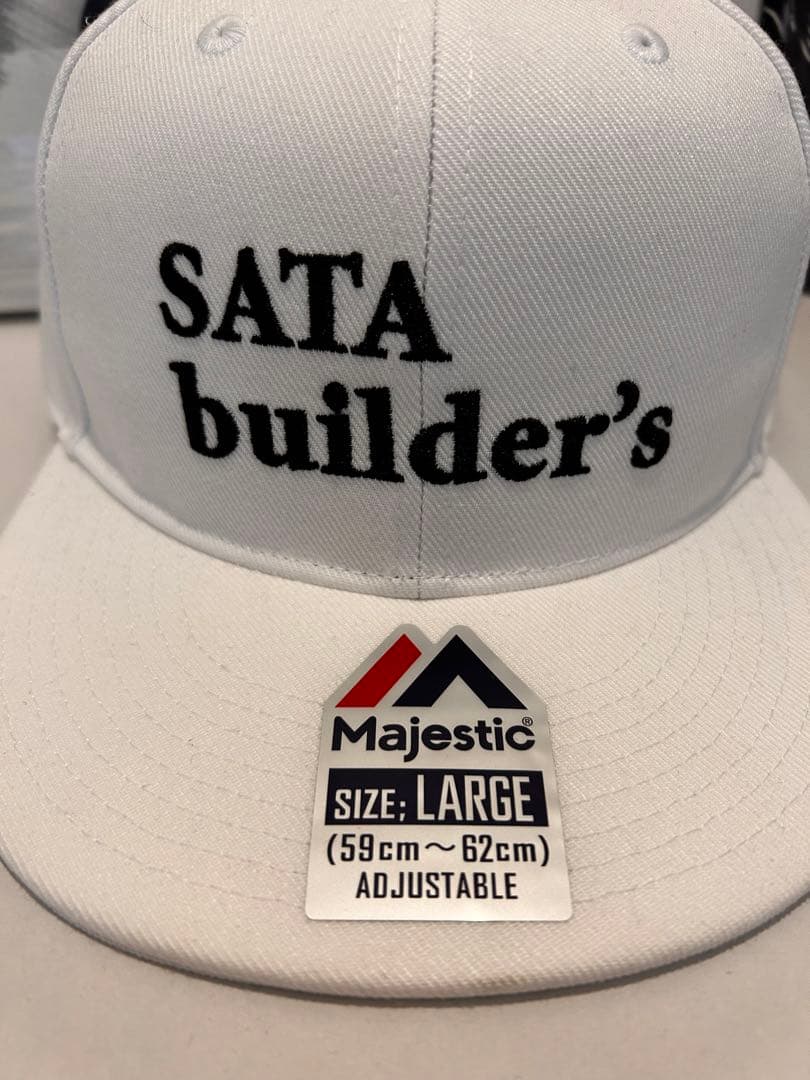 SATA
builder's
Majestic®
SIZE; LARGE
(59cm～62cm)
ADJUSTABLE